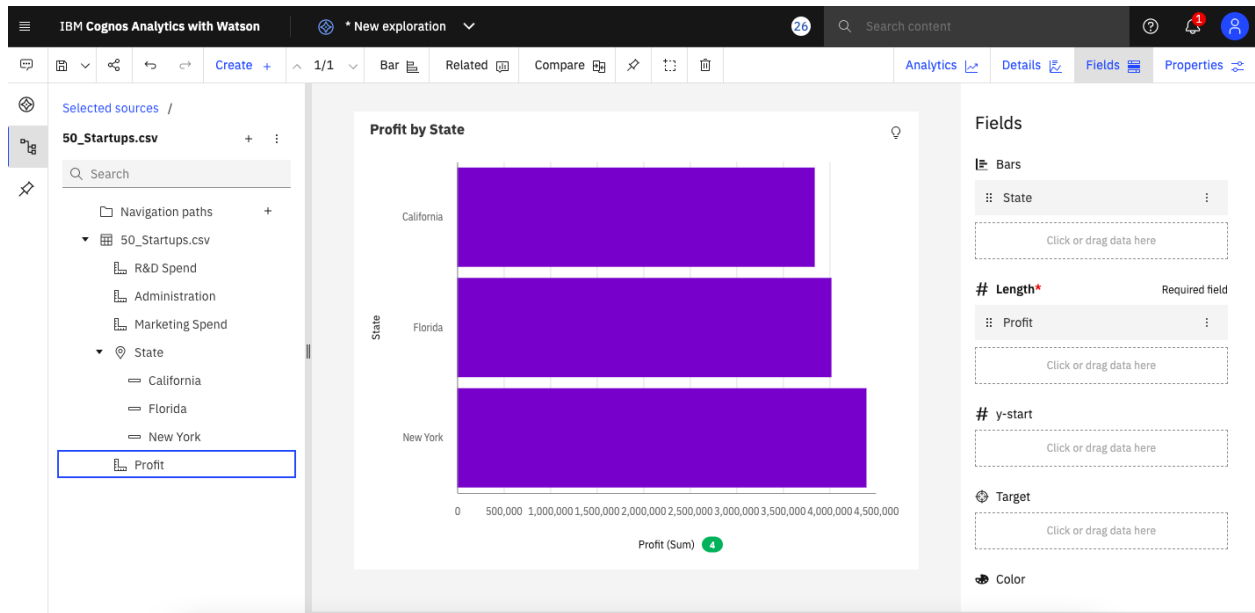 IBM Cognos Analytics with Watson
* New exploration
26
Search content
1
Create +
1/1
Bar
Related
Compare
Analytics
Details
Fields
Properties
Selected sources /
50_Startups.csv
Search
Navigation paths
50_Startups.csv
R&D Spend
Administration
Marketing Spend
State
California
Florida
New York
Profit
Profit by State
California
Florida
New York
State
0 500,000 1,000,000 1,500,000 2,000,000 2,500,000 3,000,000 3,500,000 4,000,000 4,500,000
Profit (Sum) 4
Fields
Bars
State
Click or drag data here
# Length* Required field
Profit
Click or drag data here
# y-start
Click or drag data here
Target
Click or drag data here
Color